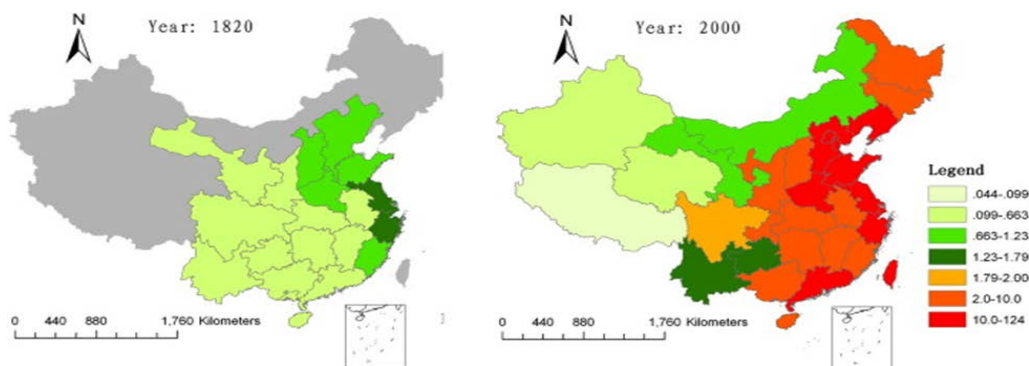 N
Year: 1820
0 440 880 1,760 Kilometers
N
Year: 2000
0 440 880 1,760 Kilometers
Legend
.044-.099
.099-.663
.663-1.23
1.23-1.79
1.79-2.00
2.0-10.0
10.0-124